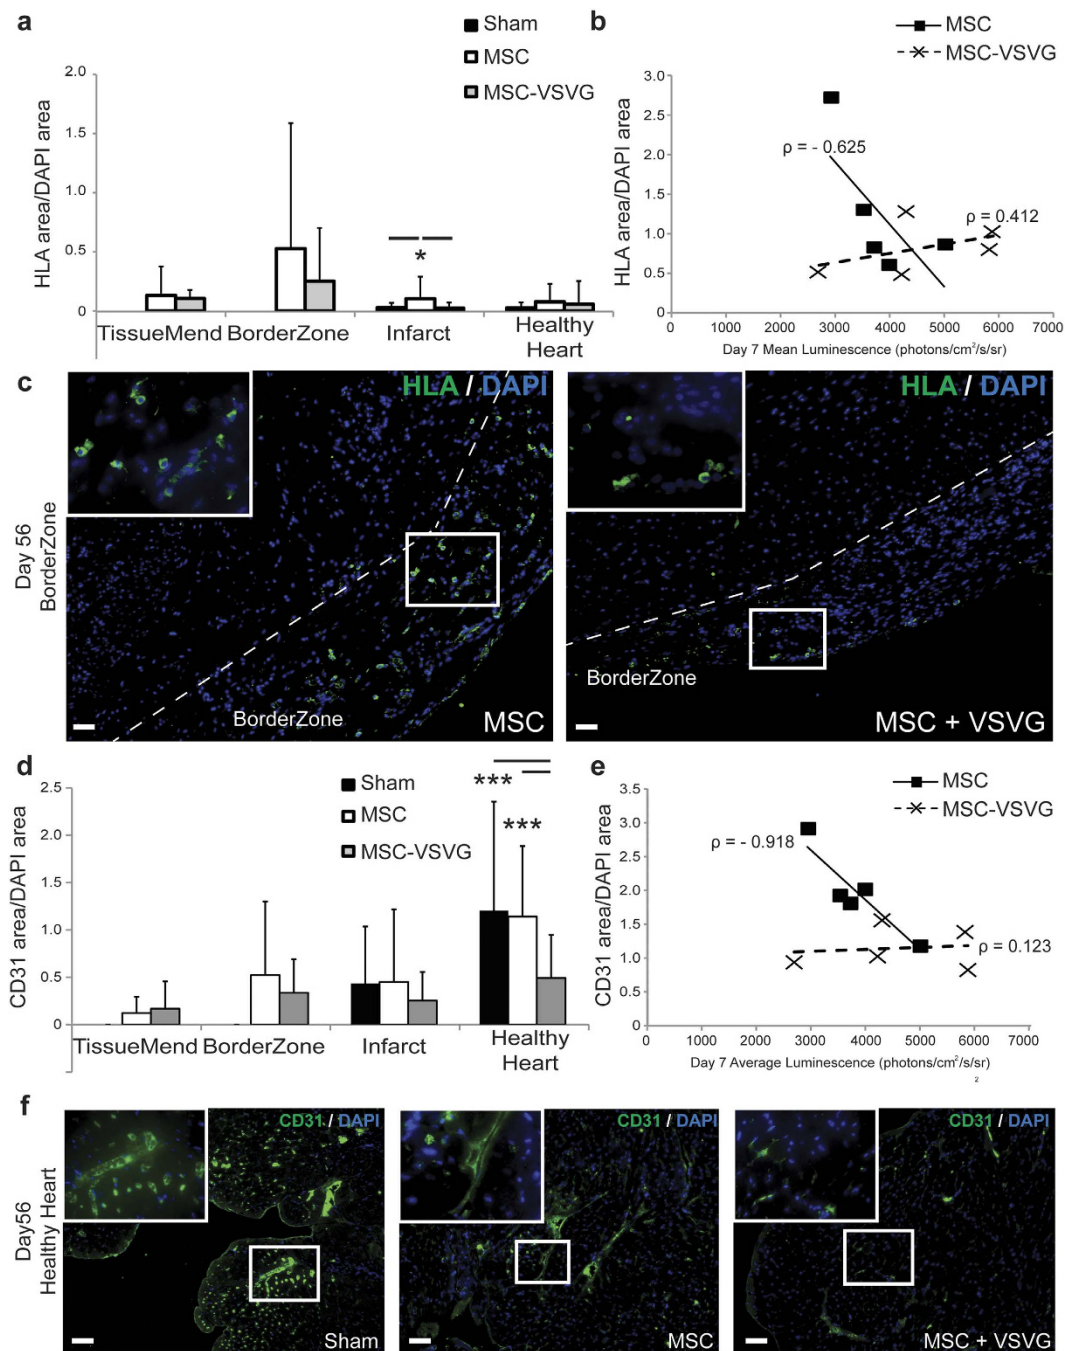 a
Sham
MSC
MSC-VSVG
HLA area/DAPI area
2.0
1.5
1.0
0.5
0
*
TissueMend BorderZone Infarct Healthy
Heart
b
MSC
MSC-VSVG
HLA area/DAPI area
3.0
2.5
2.0
1.5
1.0
0.5
0
ρ = - 0.625
ρ = 0.412
0 1000 2000 3000 4000 5000 6000 7000
Day 7 Mean Luminescence (photons/cm²/s/sr)
c
Day 56
BorderZone
HLA / DAPI
BorderZone
MSC
HLA / DAPI
BorderZone
MSC + VSVG
d
Sham
MSC
MSC-VSVG
CD31 area/DAPI area
2.5
2.0
1.5
1.0
0.5
0
***
***
TissueMend BorderZone Infarct Healthy
Heart
e
MSC
MSC-VSVG
CD31 area/DAPI area
3.5
3.0
2.5
2.0
1.5
1.0
0.5
0
ρ = - 0.918
ρ = 0.123
0 1000 2000 3000 4000 5000 6000 7000
Day 7 Average Luminescence (photons/cm²/s/sr)
2
f
Day56
Healthy Heart
CD31 / DAPI
Sham
CD31 / DAPI
MSC
CD31 / DAPI
MSC + VSVG